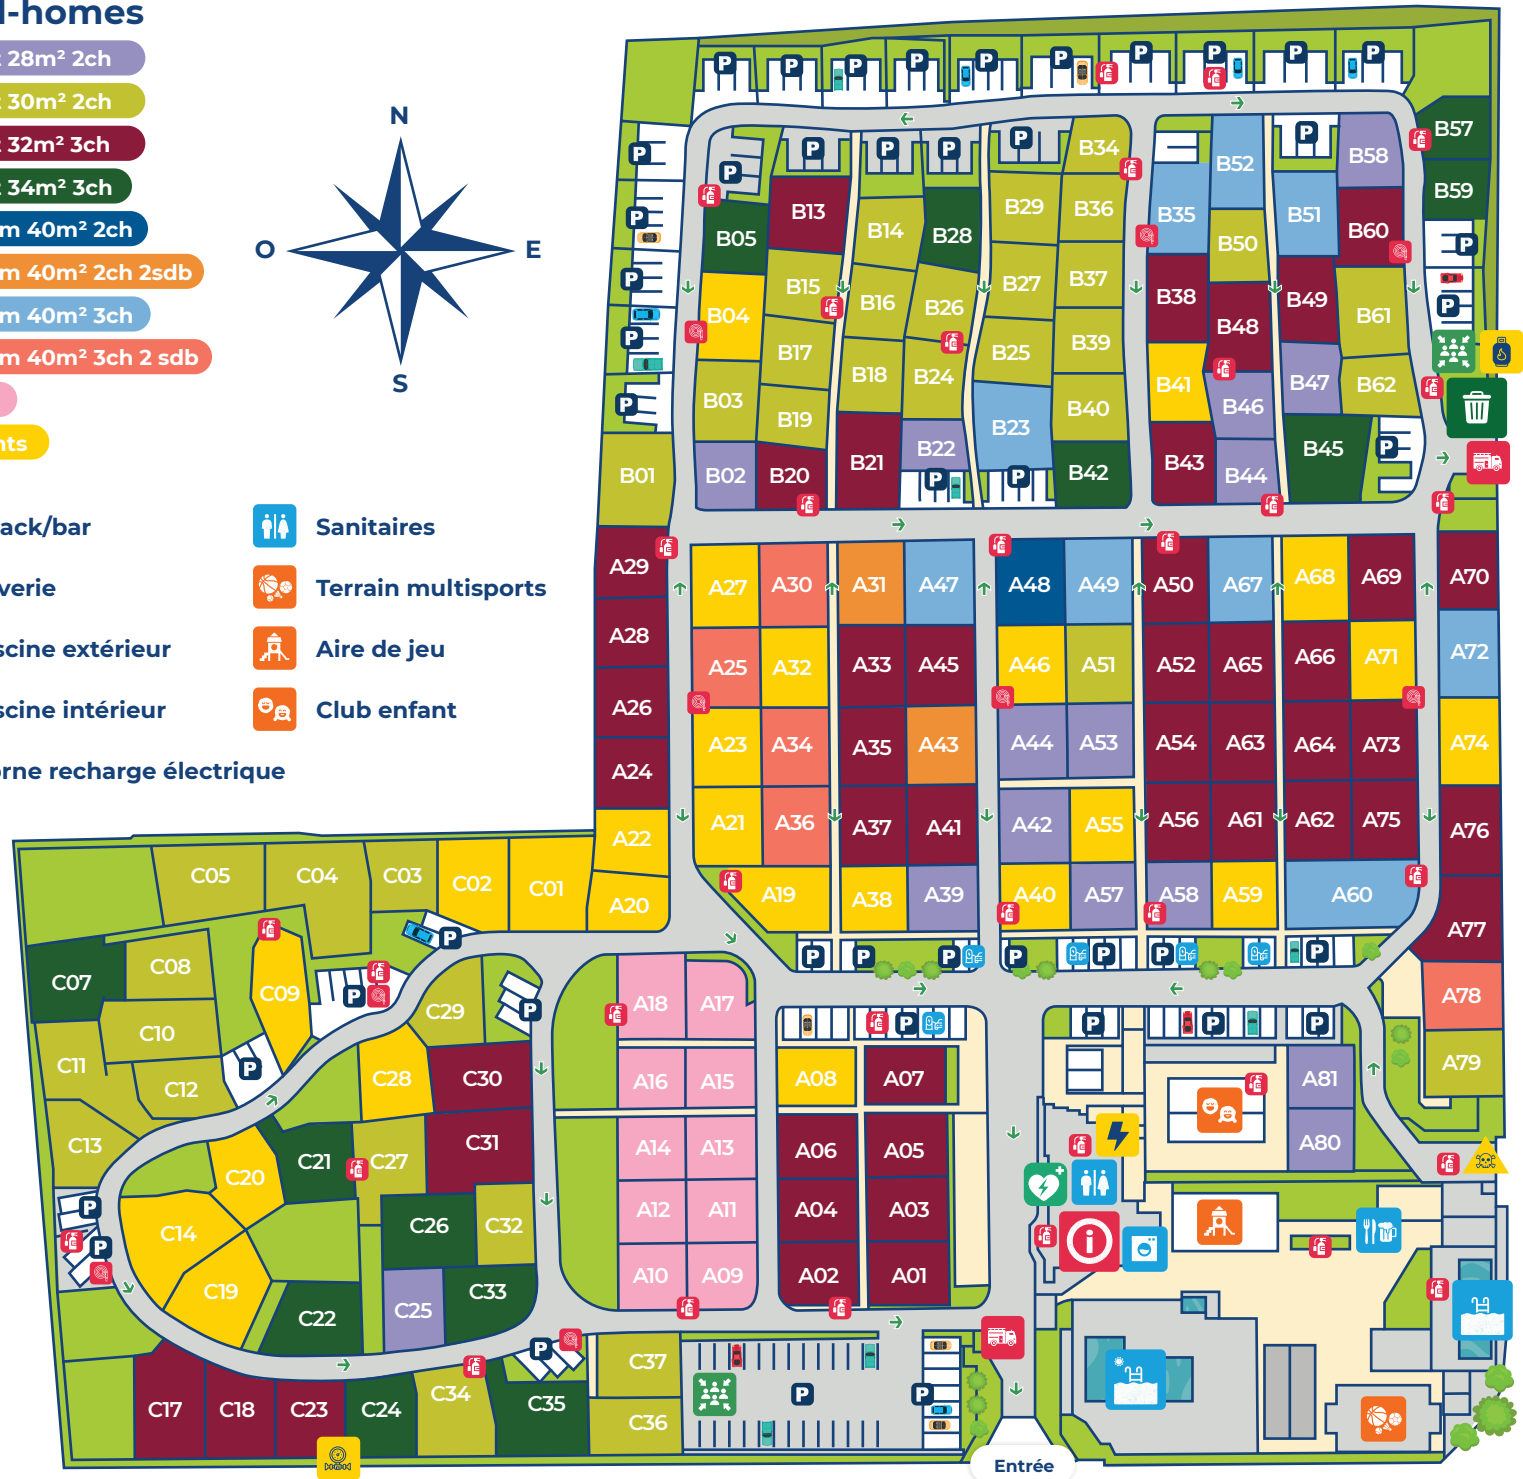 l-homes
28m² 2ch
30m² 2ch
32m² 3ch
34m² 3ch
m 40m² 2ch
m 40m² 2ch 2sdb
m 40m² 3ch
m 40m² 3ch 2 sdb
nts
ack/bar
verie
scine extérieur
scine intérieur
orne recharge électrique
Sanitaires
Terrain multisports
Aire de jeu
Club enfant
N
O
E
S
P P P P P P P P P P
P P P P P P
B57
B34
B52
B58
B59
B13
B29
B36
B35
B51
B60
B05
B14
B28
B50
B15
B27
B37
B38
B49
B04
B16
B26
B48
B61
B17
B25
B39
B03
B18
B24
B41
B47
B62
B19
B23
B40
B46
B01
B02
B20
B21
B22
B42
B43
B44
B45
A29
A27
A30
A31
A47
A48
A49
A50
A67
A68
A69
A70
A28
A25
A32
A33
A45
A46
A51
A52
A65
A66
A71
A72
A26
A23
A34
A35
A43
A44
A53
A54
A63
A64
A73
A74
A24
A22
A21
A36
A37
A41
A42
A55
A56
A61
A62
A75
A76
A20
A19
A38
A39
A40
A57
A58
A59
A60
A77
C05
C04
C03
C02
C01
C07
C08
C09
C29
A18
A17
A78
C11
C10
C12
C28
C30
A16
A15
A08
A07
A81
A79
C13
C20
C21
C27
C31
A14
A13
A06
A05
A80
C14
C26
C32
A12
A11
A04
A03
C19
C22
C25
C33
A10
A09
A02
A01
C37
C17
C18
C23
C24
C34
C35
C36
P
P
Entrée